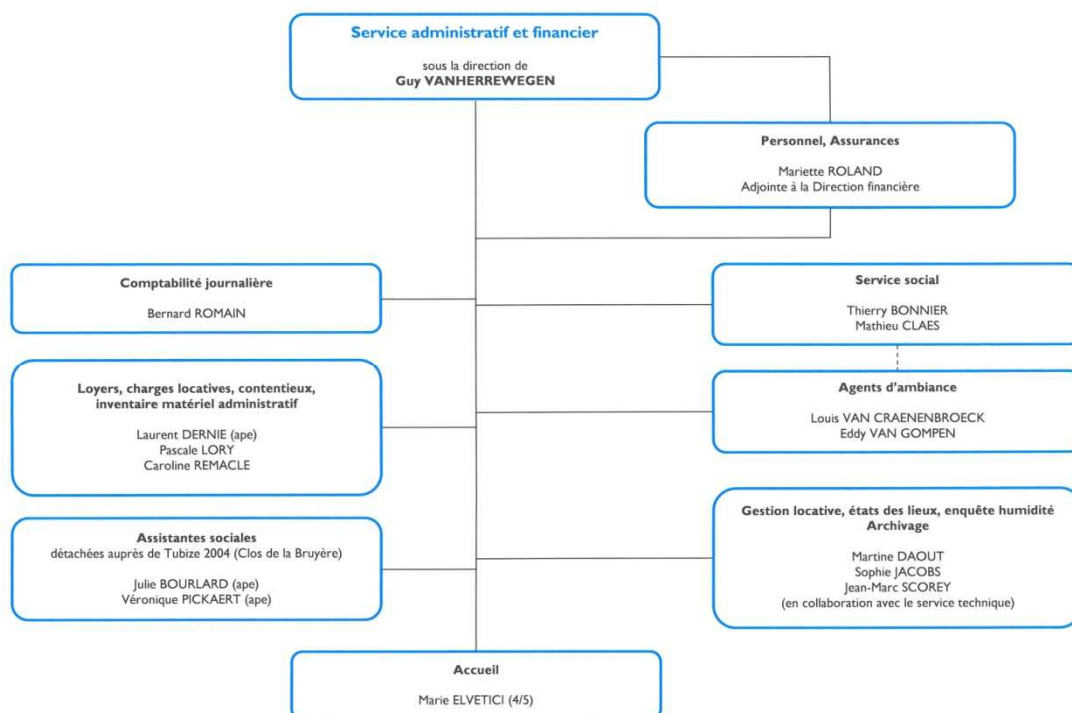 Service administratif et financier
sous la direction de
Guy VANHERREWEGEN
Personnel, Assurances
Mariette ROLAND
Adjointe à la Direction financière
Comptabilité journalière
Bernard ROMAIN
Service social
Thierry BONNIER
Mathieu CLAES
Loyers, charges locatives, contentieux,
inventaire matériel administratif
Laurent DERNIE (ape)
Pascale LORY
Caroline REMACLE
Agents d'ambiance
Louis VAN CRAENENBROECK
Eddy VAN GOMPEN
Assistantes sociales
détachées auprès de Tubize 2004 (Clos de la Bruyère)
Julie BOURLARD (ape)
Véronique PICKAERT (ape)
Gestion locative, états des lieux, enquête humidité
Archivage
Martine DAOUT
Sophie JACOBS
Jean-Marc SCOREY
(en collaboration avec le service technique)
Accueil
Marie ELVETICI (4/5)